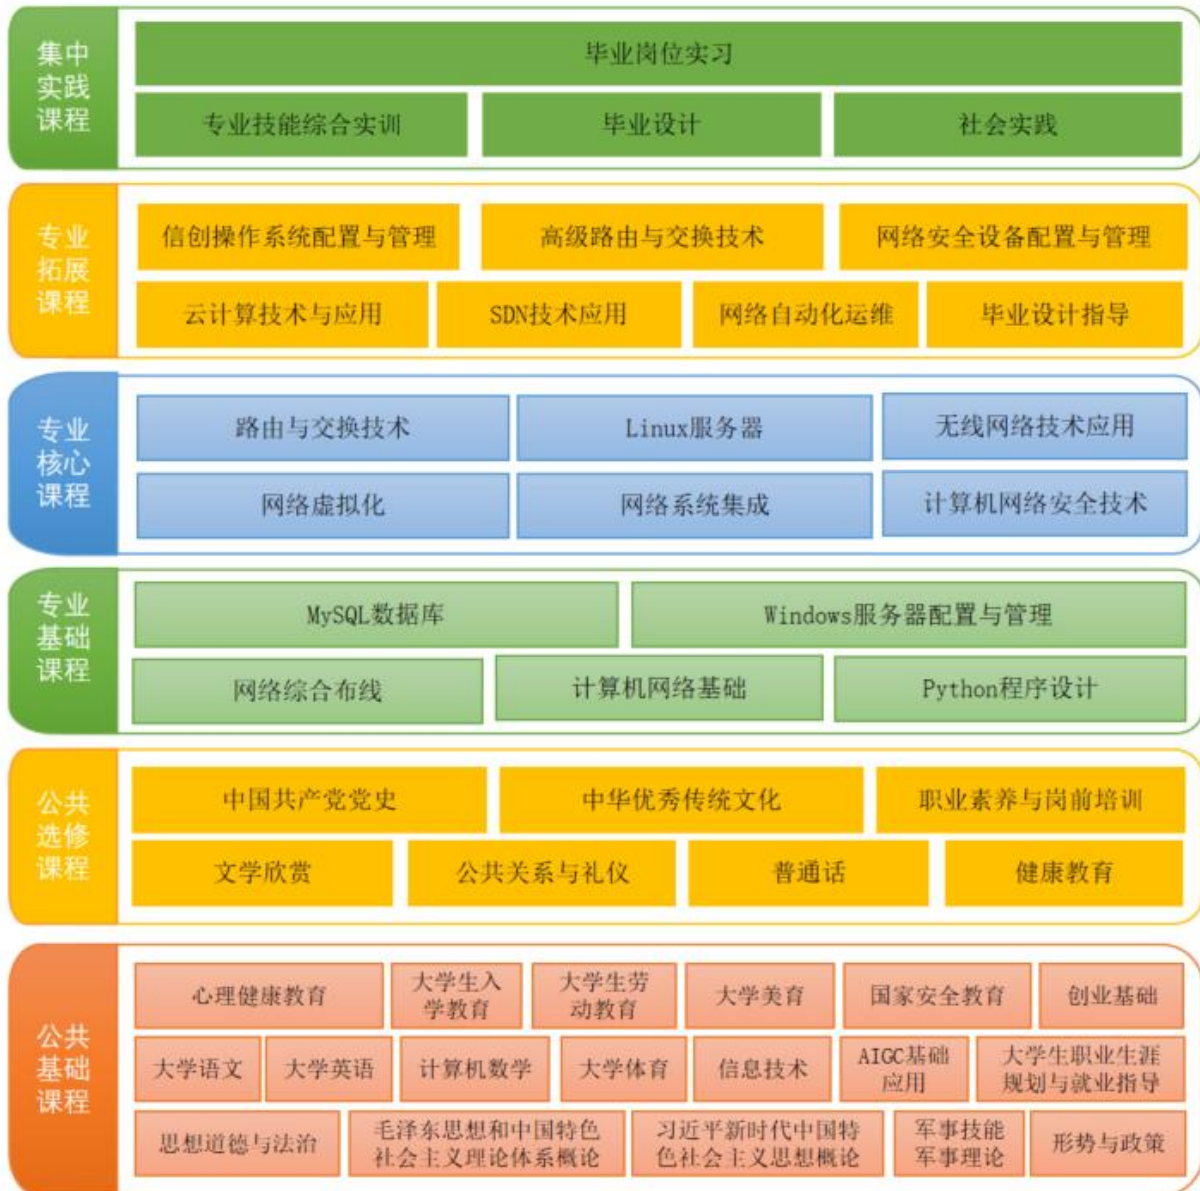 集中
实践
课程
毕业岗位实习
专业技能综合实训
毕业设计
社会实践
专业
拓展
课程
信创操作系统配置与管理
高级路由与交换技术
网络安全设备配置与管理
云计算技术与应用
SDN技术应用
网络自动化运维
毕业设计指导
专业
核心
课程
路由与交换技术
Linux服务器
无线网络技术应用
网络虚拟化
网络系统集成
计算机网络安全技术
专业
基础
课程
MySQL数据库
Windows服务器配置与管理
网络综合布线
计算机网络基础
Python程序设计
公共
选修
课程
中国共产党党史
中华优秀传统文化
职业素养与岗前培训
文学欣赏
公共关系与礼仪
普通话
健康教育
公共
基础
课程
心理健康教育
大学生入
学教育
大学生劳
动教育
大学美育
国家安全教育
创业基础
大学语文
大学英语
计算机数学
大学体育
信息技术
AIGC基础
应用
大学生职业生涯
规划与就业指导
思想道德与法治
毛泽东思想和中国特色
社会主义理论体系概论
习近平新时代中国特
色社会主义思想概论
军事技能
军事理论
形势与政策